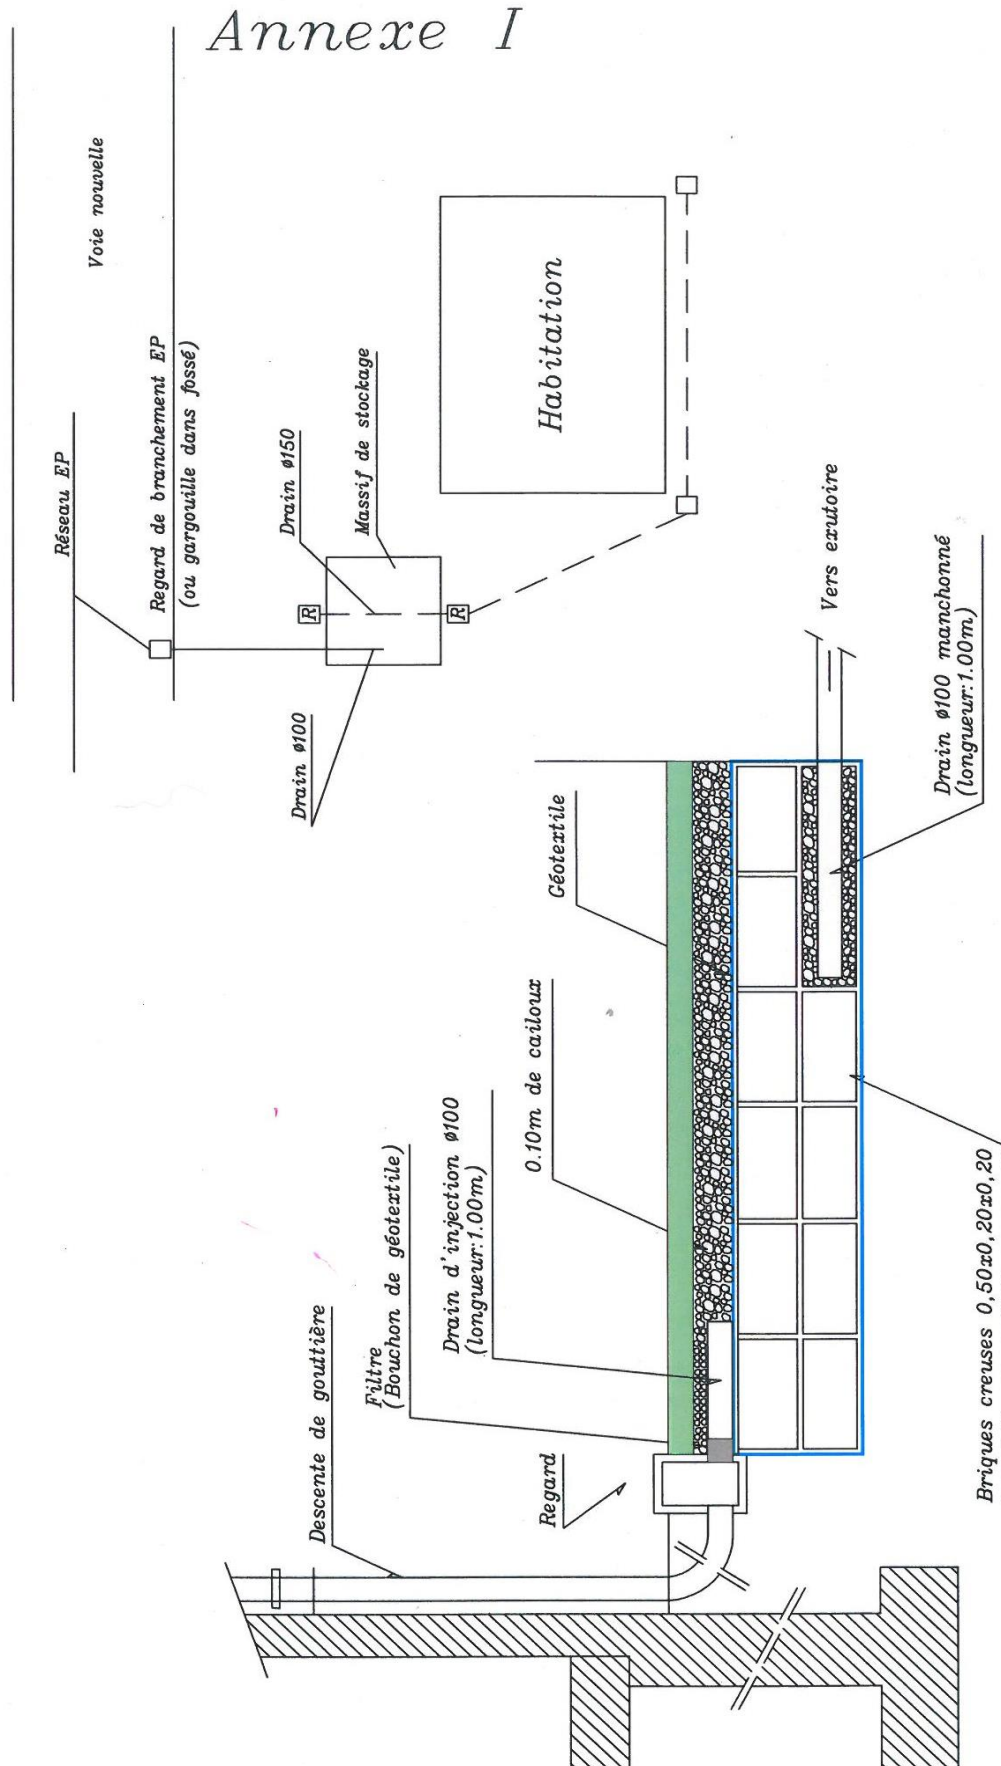 Annexe I
Voie nouvelle
Réseau EP
Regard de branchement EP
(ou gargouille dans fossé)
Drain ø150
Massif de stockage
Habitation
R
R
Drain ø100
Vers exutoire
Drain ø100 manchonné
(longueur:1.00m)
Géotextile
0.10m de cailoux
Drain d'injection ø100
(longueur:1.00m)
Filtre
(Bouchon de géotextile)
Descente de gouttière
Regard
Briques creuses 0,50x0,20x0,20